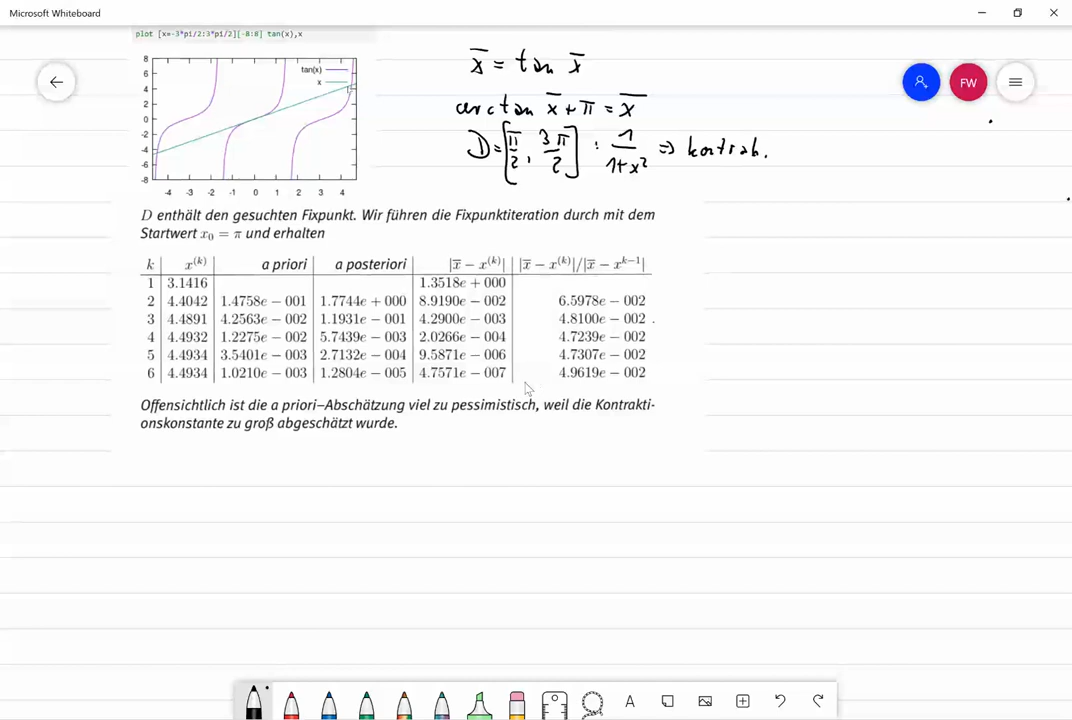 Microsoft Whiteboard
plot [x=-3*pi/2:3*pi/2][-8:8] tan(x),x
8
6
4
2
0
-2
-4
-6
-8
-4 -3 -2 -1 0 1 2 3 4
tan(x)
x
x̄ = tan x̄
arctan x̄ + π = x̄
D = [π/2, 3π/2] : 1/(1+x²) ⇒ kontrah.
FW
D enthält den gesuchten Fixpunkt. Wir führen die Fixpunktiteration durch mit dem
Startwert x₀ = π und erhalten
k x^(k) a priori a posteriori |x̄ − x^(k)| |x̄ − x^(k)|/|x̄ − x^(k−1)|
1 3.1416 1.3518e + 000
2 4.4042 1.4758e − 001 1.7744e + 000 8.9190e − 002 6.5978e − 002
3 4.4891 4.2563e − 002 1.1931e − 001 4.2900e − 003 4.8100e − 002 .
4 4.4932 1.2275e − 002 5.7439e − 003 2.0266e − 004 4.7239e − 002
5 4.4934 3.5401e − 003 2.7132e − 004 9.5871e − 006 4.7307e − 002
6 4.4934 1.0210e − 003 1.2804e − 005 4.7571e − 007 4.9619e − 002
Offensichtlich ist die a priori–Abschätzung viel zu pessimistisch, weil die Kontrakti-
onskonstante zu groß abgeschätzt wurde.
A